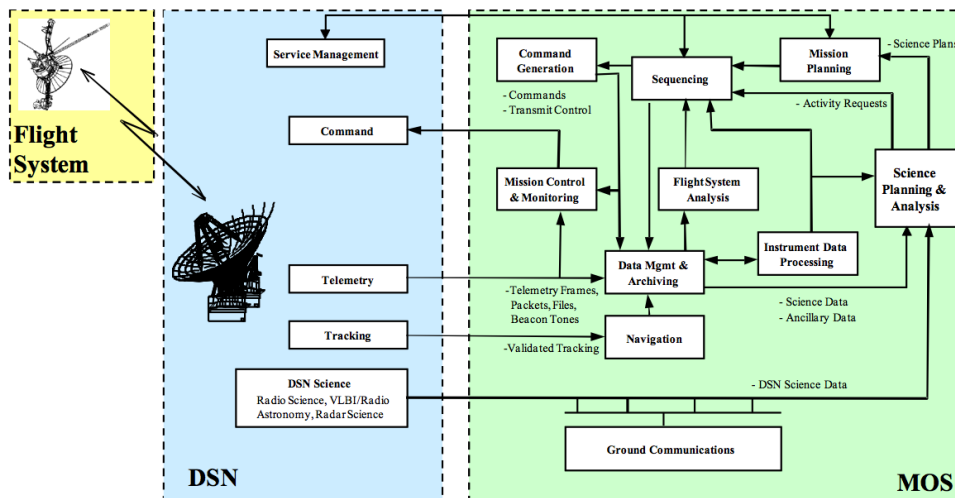 Flight
System
Service Management
Command
Telemetry
Tracking
DSN Science
Radio Science, VLBI/Radio
Astronomy, Radar Science
DSN
Command
Generation
- Commands
- Transmit Control
Sequencing
Mission
Planning
- Science Plans
- Activity Requests
Mission Control
& Monitoring
Flight System
Analysis
Science
Planning &
Analysis
Data Mgmt &
Archiving
Instrument Data
Processing
-Telemetry Frames,
Packets, Files,
Beacon Tones
- Science Data
- Ancillary Data
-Validated Tracking
Navigation
- DSN Science Data
Ground Communications
MOS